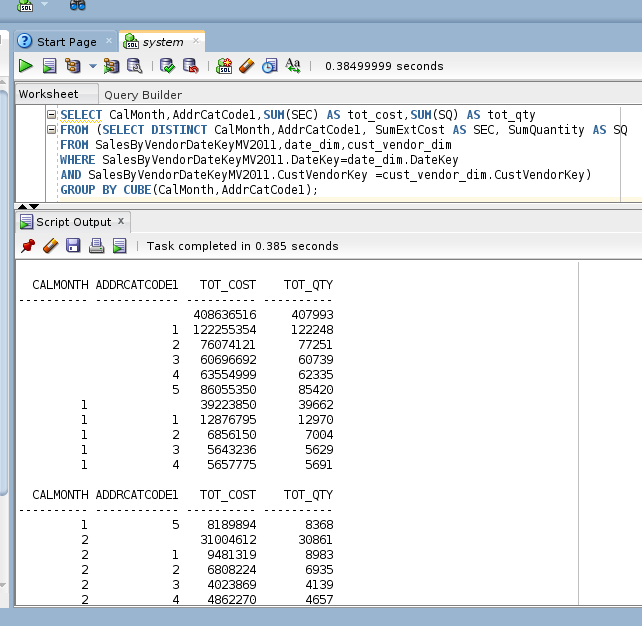 Start Page
system
0.38499999 seconds
Worksheet Query Builder
SELECT CalMonth,AddrCatCode1,SUM(SEC) AS tot_cost,SUM(SQ) AS tot_qty
FROM (SELECT DISTINCT CalMonth,AddrCatCode1, SumExtCost AS SEC, SumQuantity AS SQ
FROM SalesByVendorDateKeyMV2011,date_dim,cust_vendor_dim
WHERE SalesByVendorDateKeyMV2011.DateKey=date_dim.DateKey
AND SalesByVendorDateKeyMV2011.CustVendorKey =cust_vendor_dim.CustVendorKey)
GROUP BY CUBE(CalMonth,AddrCatCode1);
Script Output x
Task completed in 0.385 seconds
CALMONTH ADDRCATCODE1 TOT_COST TOT_QTY
---------- ------------ ---------- ----------
408636516 407993
1 122255354 122248
2 76074121 77251
3 60696692 60739
4 63554999 62335
5 86055350 85420
1 39223850 39662
1 1 12876795 12970
1 2 6856150 7004
1 3 5643236 5629
1 4 5657775 5691
CALMONTH ADDRCATCODE1 TOT_COST TOT_QTY
---------- ------------ ---------- ----------
1 5 8189894 8368
2 31004612 30861
2 1 9481319 8983
2 2 6808224 6935
2 3 4023869 4139
2 4 4862270 4657